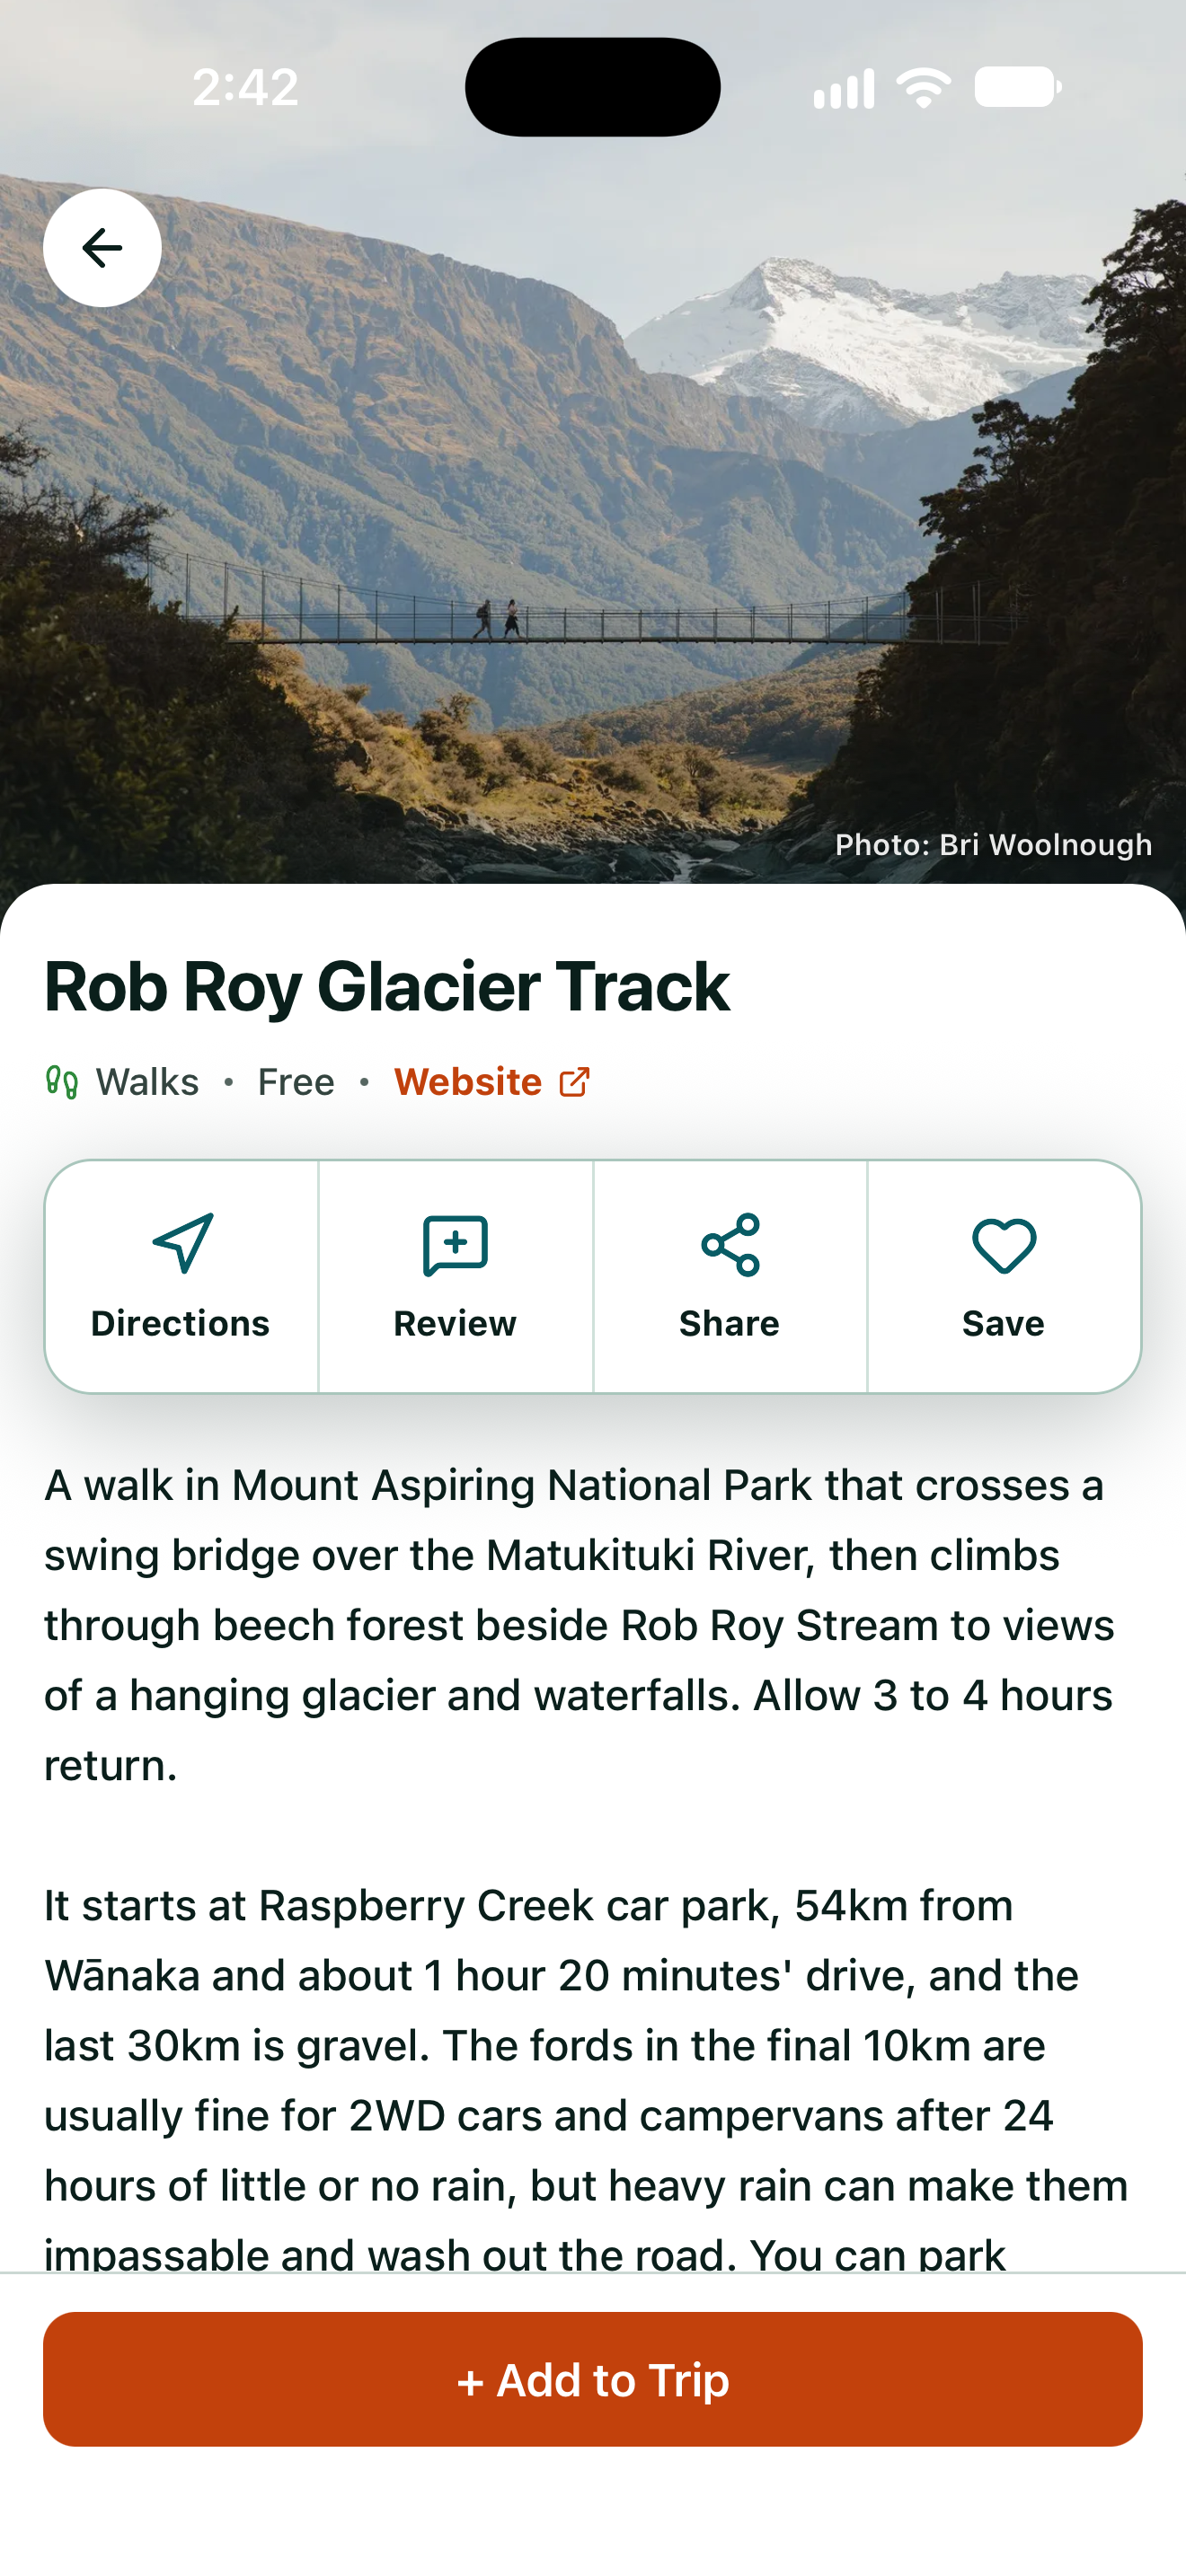 2:42
Photo: Bri Woolnough
Rob Roy Glacier Track
Walks • Free • Website
Directions
Review
Share
Save
A walk in Mount Aspiring National Park that crosses a
swing bridge over the Matukituki River, then climbs
through beech forest beside Rob Roy Stream to views
of a hanging glacier and waterfalls. Allow 3 to 4 hours
return.
It starts at Raspberry Creek car park, 54km from
Wānaka and about 1 hour 20 minutes' drive, and the
last 30km is gravel. The fords in the final 10km are
usually fine for 2WD cars and campervans after 24
hours of little or no rain, but heavy rain can make them
impassable and wash out the road. You can park
+ Add to Trip